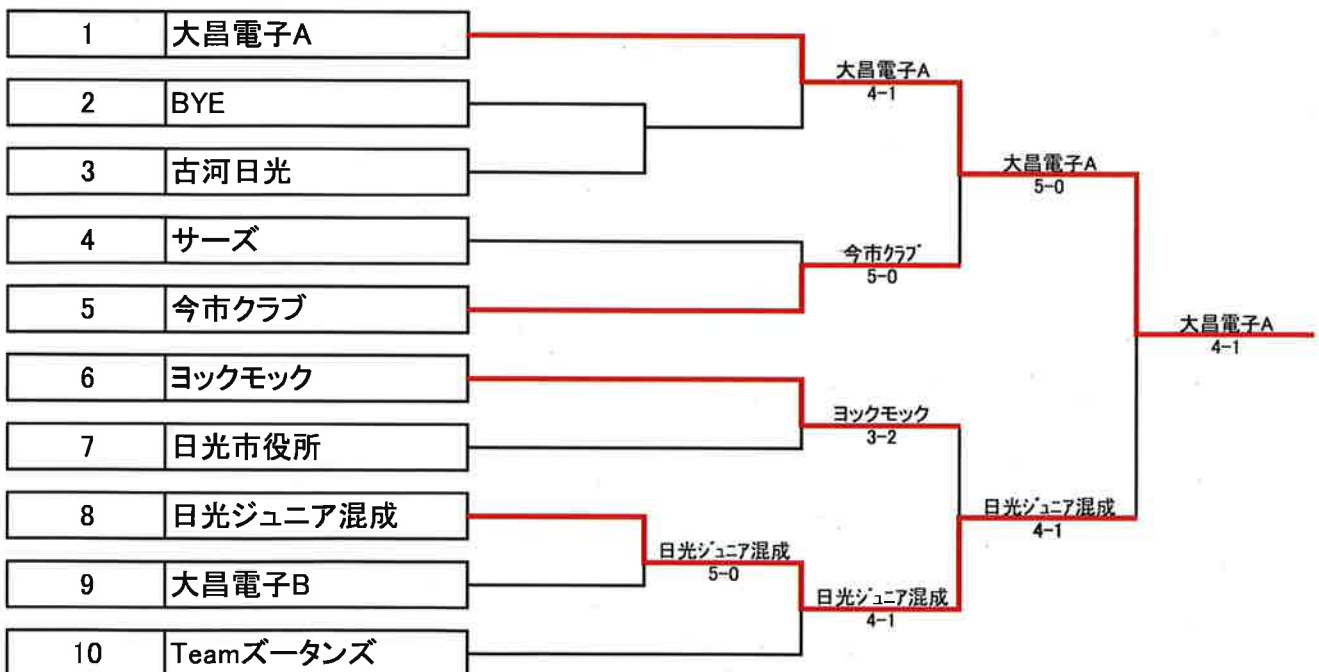 1 大昌電子A
2 BYE
3 古河日光
4 サーズ
5 今市クラブ
6 ヨックモック
7 日光市役所
8 日光ジュニア混成
9 大昌電子B
10 Teamズータンズ
日光ジュニア混成
5-0
大昌電子A
4-1
今市クラブ
5-0
ヨックモック
3-2
日光ジュニア混成
4-1
大昌電子A
5-0
日光ジュニア混成
4-1
大昌電子A
4-1